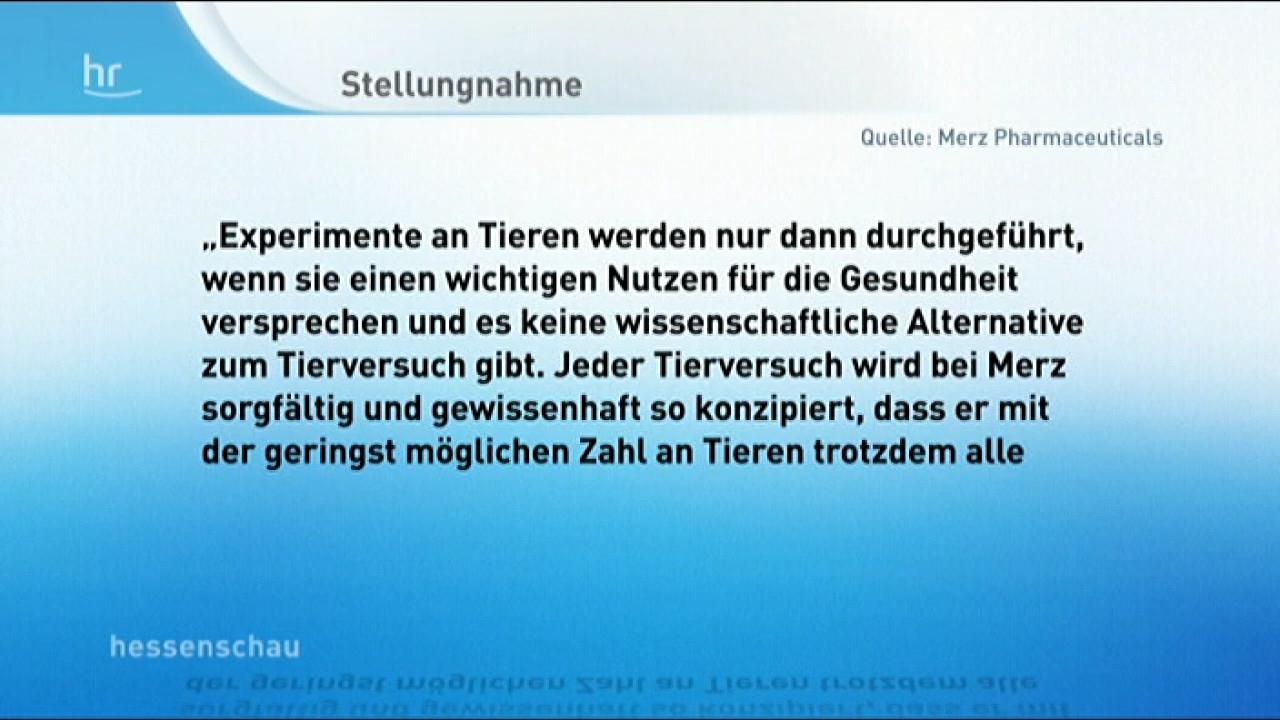 hr
Stellungnahme
Quelle: Merz Pharmaceuticals
„Experimente an Tieren werden nur dann durchgeführt,
wenn sie einen wichtigen Nutzen für die Gesundheit
versprechen und es keine wissenschaftliche Alternative
zum Tierversuch gibt. Jeder Tierversuch wird bei Merz
sorgfältig und gewissenhaft so konzipiert, dass er mit
der geringst möglichen Zahl an Tieren trotzdem alle
hessenschau